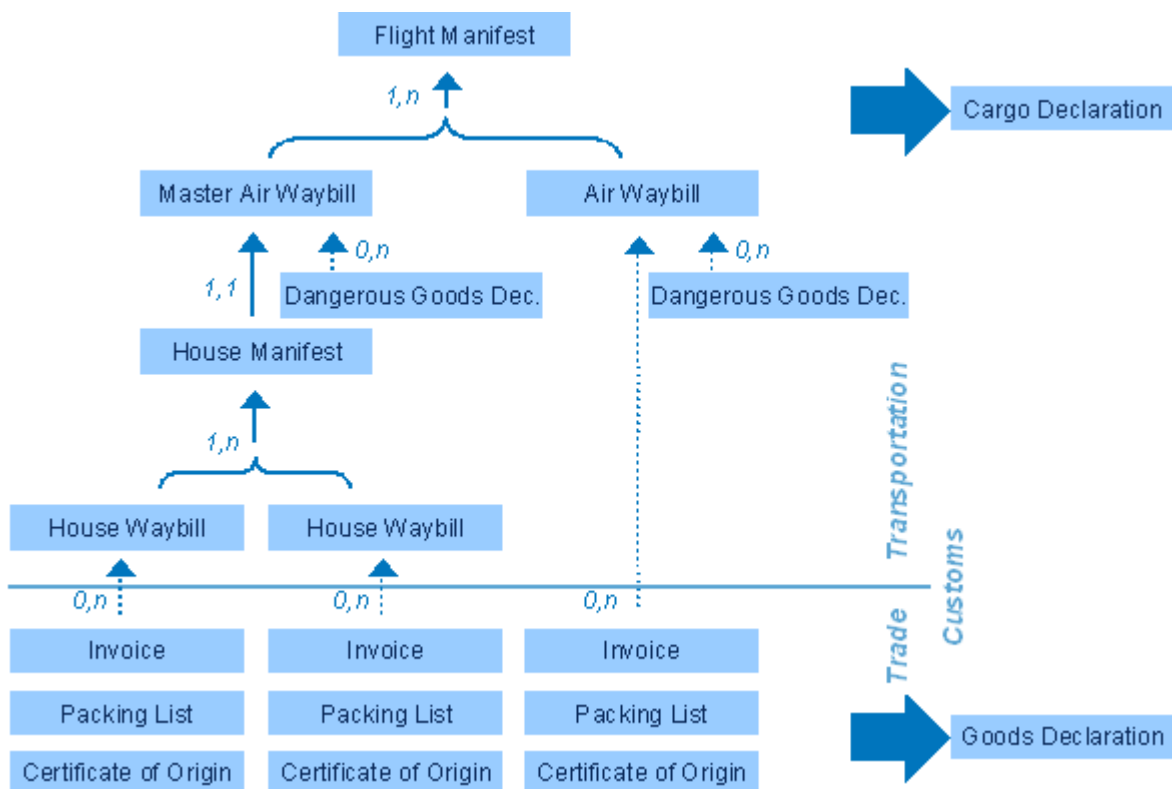 Flight Manifest
1,n
Cargo Declaration
Master Air Waybill
Air Waybill
0,n
0,n
1,1
Dangerous Goods Dec.
Dangerous Goods Dec.
House Manifest
1,n
House Waybill
House Waybill
Transportation
Customs
Trade
0,n
0,n
0,n
Invoice
Invoice
Invoice
Packing List
Packing List
Packing List
Goods Declaration
Certificate of Origin
Certificate of Origin
Certificate of Origin